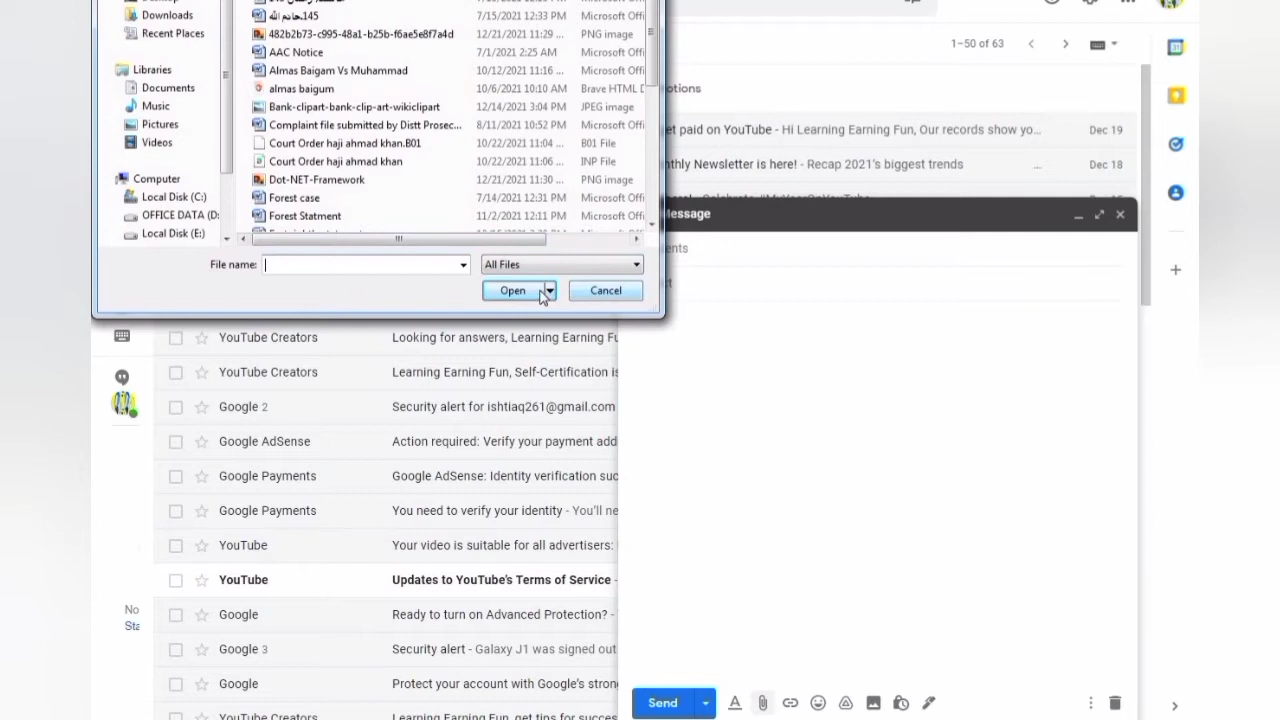 Downloads
Recent Places
Libraries
Documents
Music
Pictures
Videos
Computer
Local Disk (C:)
OFFICE DATA (D:
Local Disk (E:)
7/15/2021 12:33 PM Microsoft Offi
482b2b73-c995-48a1-b25b-f6ae5e8f7a4d 12/21/2021 11:29 ... PNG image
AAC Notice 7/1/2021 2:25 AM Microsoft Offi
Almas Baigam Vs Muhammad 10/12/2021 11:16 ... Microsoft Offi
almas baigum 10/6/2021 10:10 AM Brave HTML D
Bank-clipart-bank-clip-art-wikiclipart 12/14/2021 3:04 PM JPEG image
Complaint file submitted by Distt Prosec... 8/11/2021 10:52 PM Microsoft Offi
Court Order haji ahmad khan.B01 10/22/2021 11:04 ... B01 File
Court Order haji ahmad khan 10/22/2021 11:06 ... INP File
Dot-NET-Framework 12/21/2021 11:30 ... PNG image
Forest case 7/14/2021 12:31 PM Microsoft Offi
Forest Statment 11/2/2021 12:11 PM Microsoft Offi
File name: All Files
Open Cancel
1–50 of 63
otions
et paid on YouTube - Hi Learning Earning Fun, Our records show yo... Dec 19
nthly Newsletter is here! - Recap 2021's biggest trends ... Dec 18
Message
ents
ct
YouTube Creators Looking for answers, Learning Earning Fu
YouTube Creators Learning Earning Fun, Self-Certification is
Google 2 Security alert for ishtiaq261@gmail.com
Google AdSense Action required: Verify your payment add
Google Payments Google AdSense: Identity verification suc
Google Payments You need to verify your identity - You'll ne
YouTube Your video is suitable for all advertisers:
YouTube Updates to YouTube's Terms of Service -
Google Ready to turn on Advanced Protection? -
Google 3 Security alert - Galaxy J1 was signed out
Google Protect your account with Google's stron
YouTube Creators Learning Earning Fun, get tips for succes
No
Sta
Send